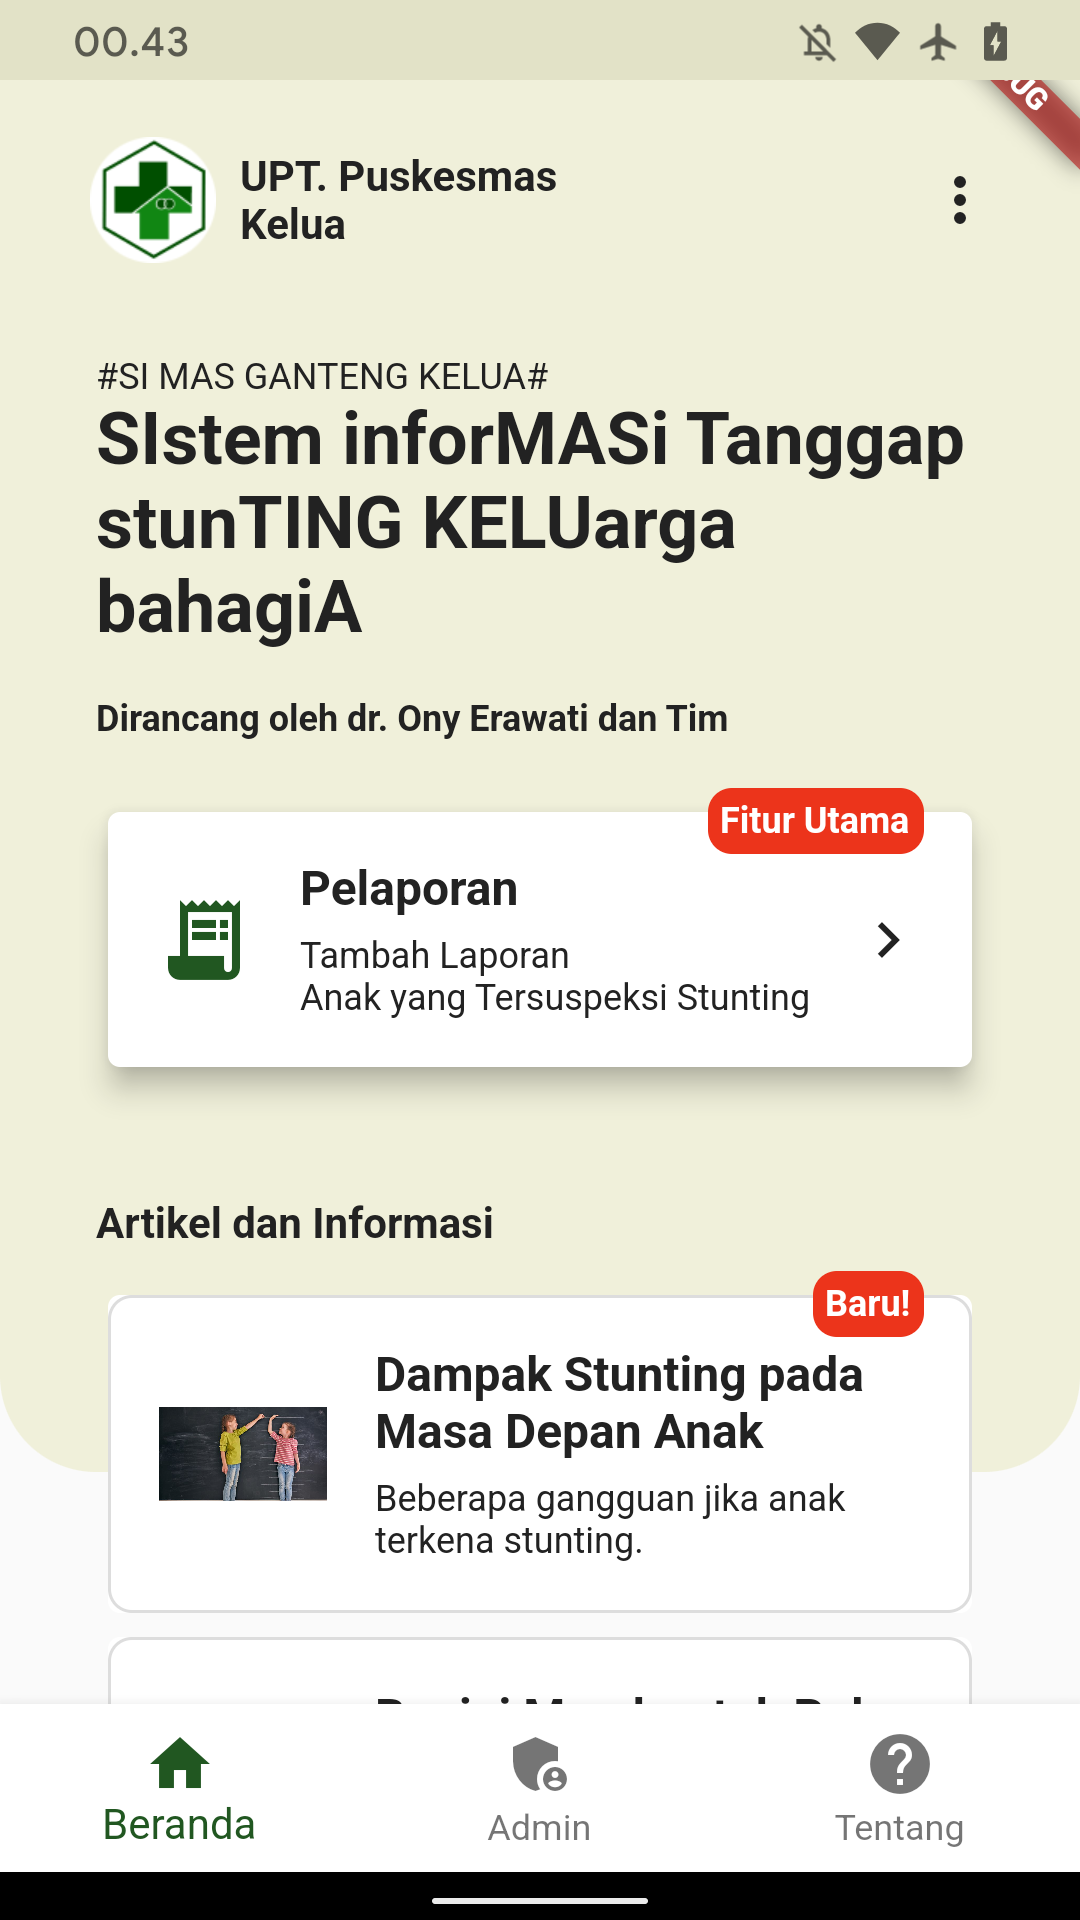 00.43
UG
UPT. Puskesmas
Kelua
#SI MAS GANTENG KELUA#
SIstem inforMASi Tanggap
stunTING KELUarga
bahagiA
Dirancang oleh dr. Ony Erawati dan Tim
Fitur Utama
Pelaporan
Tambah Laporan
Anak yang Tersuspeksi Stunting
Artikel dan Informasi
Baru!
Dampak Stunting pada
Masa Depan Anak
Beberapa gangguan jika anak
terkena stunting.
Beranda
Admin
Tentang